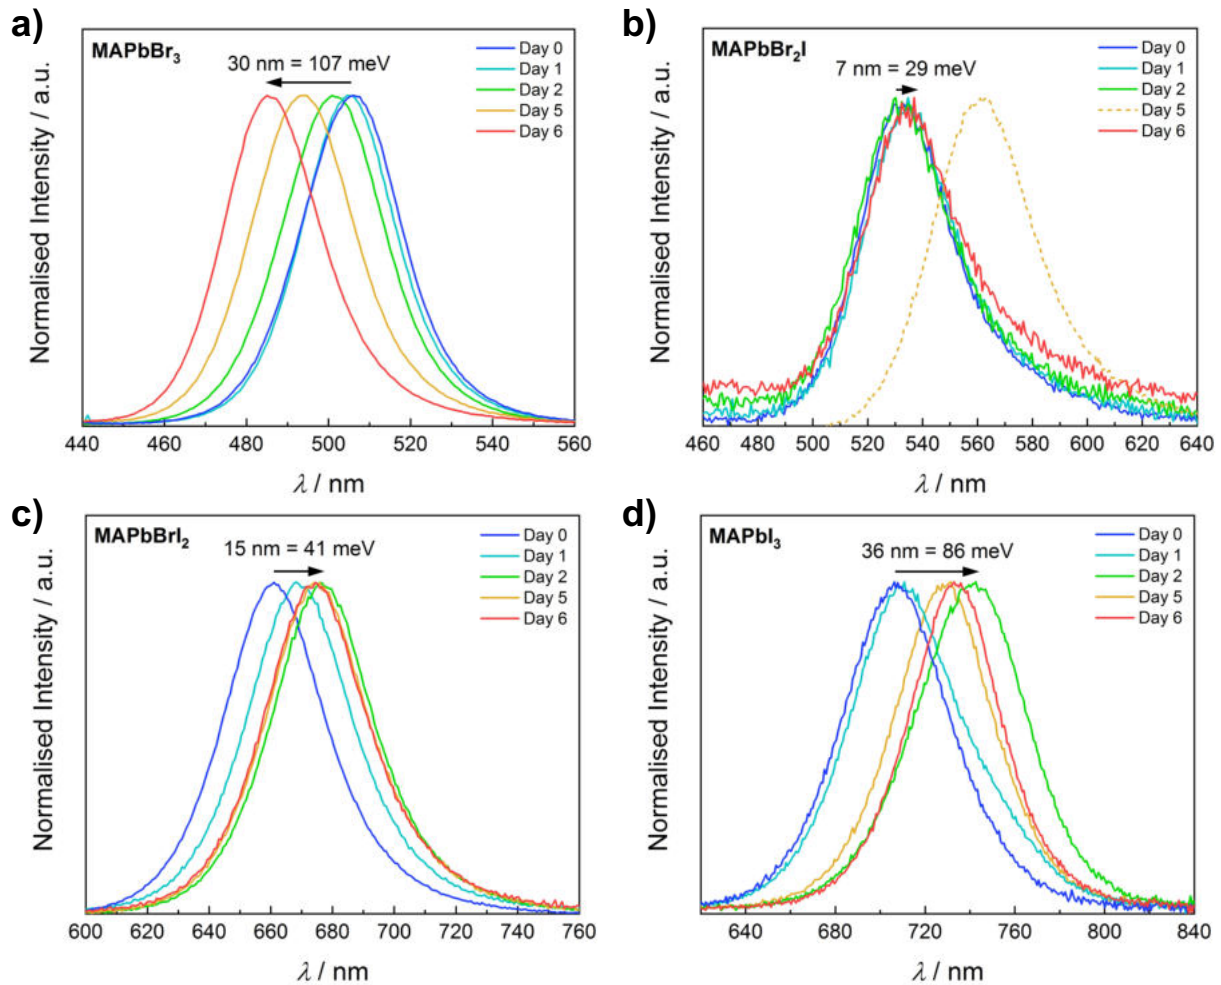 a)
MAPbBr₃
30 nm = 107 meV
Day 0
Day 1
Day 2
Day 5
Day 6
Normalised Intensity / a.u.
440 460 480 500 520 540 560
λ / nm
b)
MAPbBr₂I
7 nm = 29 meV
Day 0
Day 1
Day 2
Day 5
Day 6
Normalised Intensity / a.u.
460 480 500 520 540 560 580 600 620 640
λ / nm
c)
MAPbBrI₂
15 nm = 41 meV
Day 0
Day 1
Day 2
Day 5
Day 6
Normalised Intensity / a.u.
600 620 640 660 680 700 720 740 760
λ / nm
d)
MAPbI₃
36 nm = 86 meV
Day 0
Day 1
Day 2
Day 5
Day 6
Normalised Intensity / a.u.
640 680 720 760 800 840
λ / nm